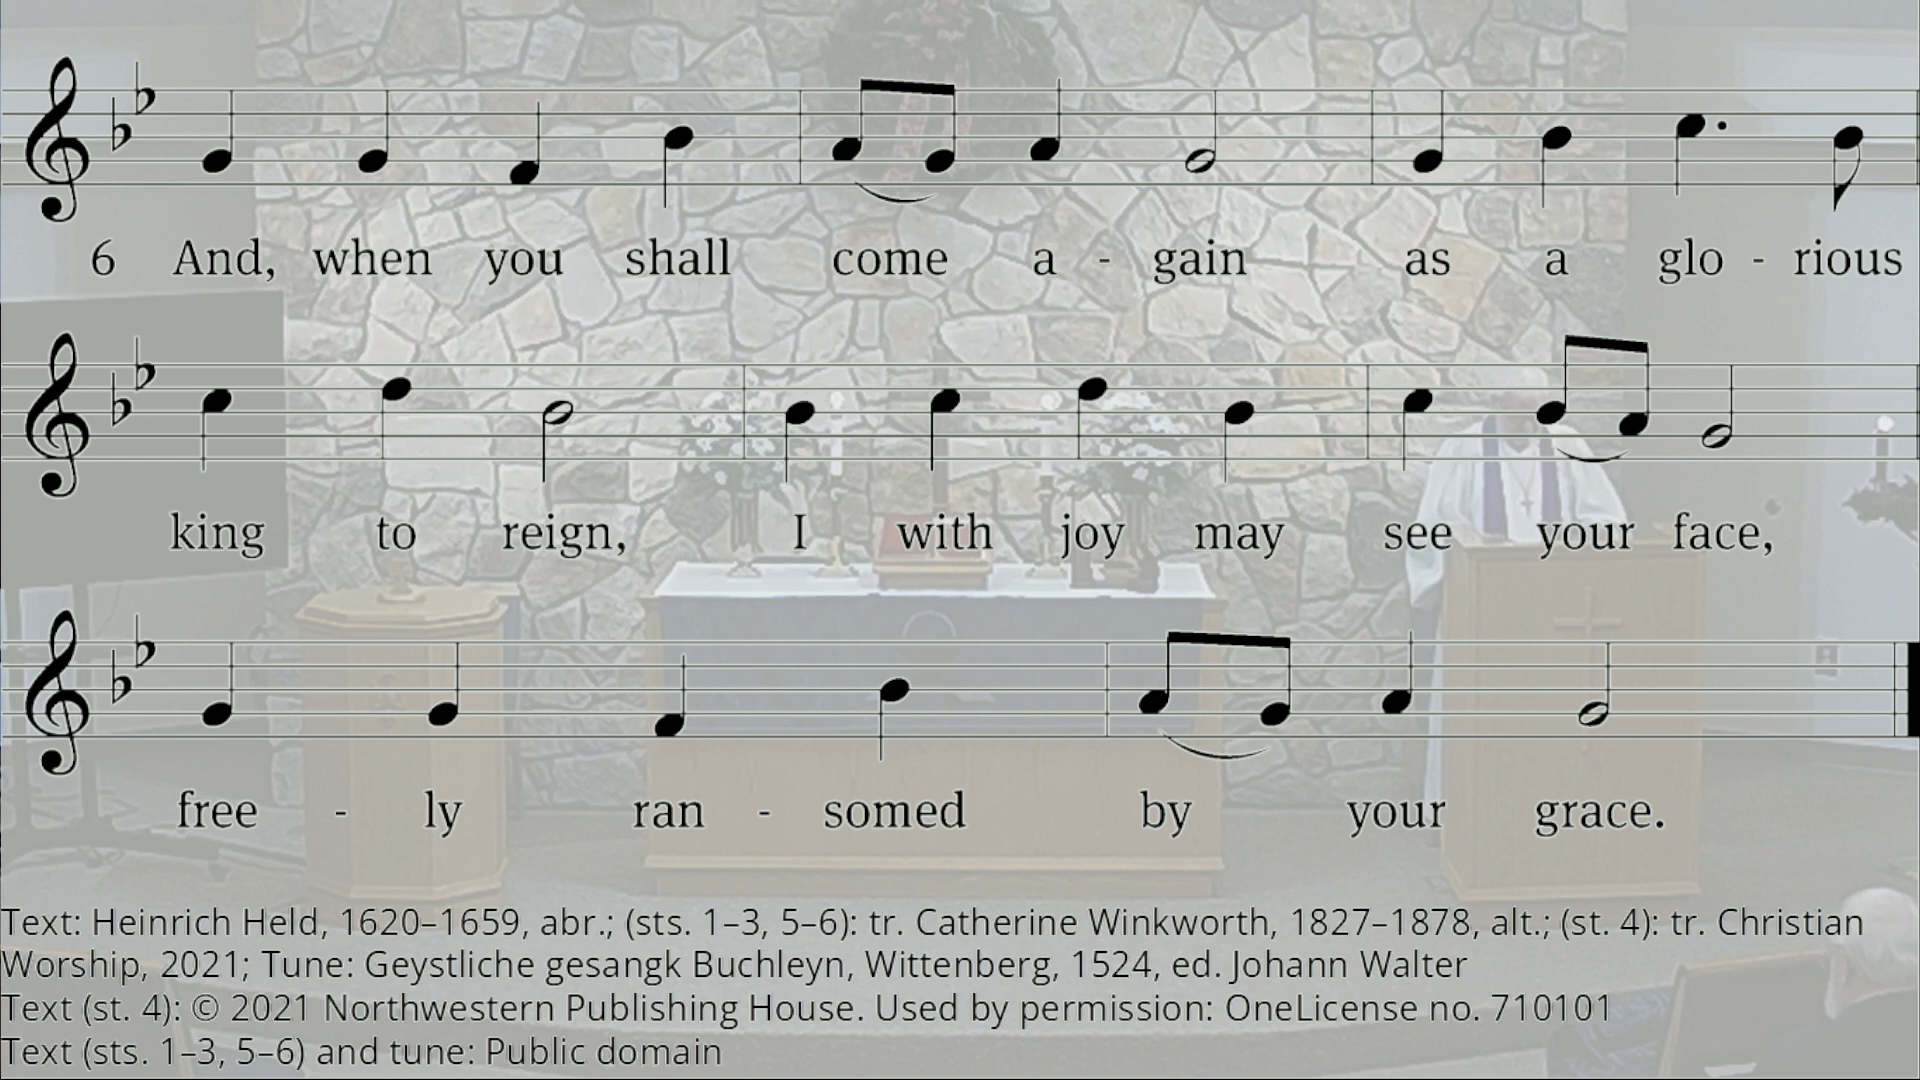 6 And, when you shall come a - gain as a glo - rious
king to reign, I with joy may see your face,
free - ly ran - somed by your grace.
Text: Heinrich Held, 1620–1659, abr.; (sts. 1–3, 5–6): tr. Catherine Winkworth, 1827–1878, alt.; (st. 4): tr. Christian
Worship, 2021; Tune: Geystliche gesangk Buchleyn, Wittenberg, 1524, ed. Johann Walter
Text (st. 4): © 2021 Northwestern Publishing House. Used by permission: OneLicense no. 710101
Text (sts. 1–3, 5–6) and tune: Public domain